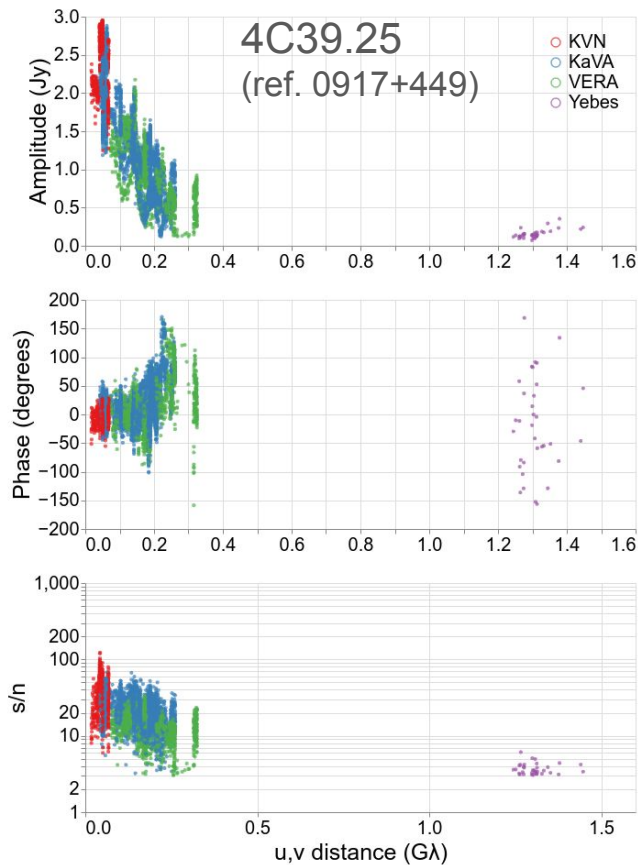 4C39.25
(ref. 0917+449)
KVN
KaVA
VERA
Yebes
Amplitude (Jy)
3.0
2.5
2.0
1.5
1.0
0.5
0.0
0.0 0.2 0.4 0.6 0.8 1.0 1.2 1.4 1.6
Phase (degrees)
200
150
100
50
0
−50
−100
−150
−200
0.0 0.2 0.4 0.6 0.8 1.0 1.2 1.4 1.6
s/n
1,000
200
100
20
10
2
1
0.0 0.5 1.0 1.5
u,v distance (Gλ)